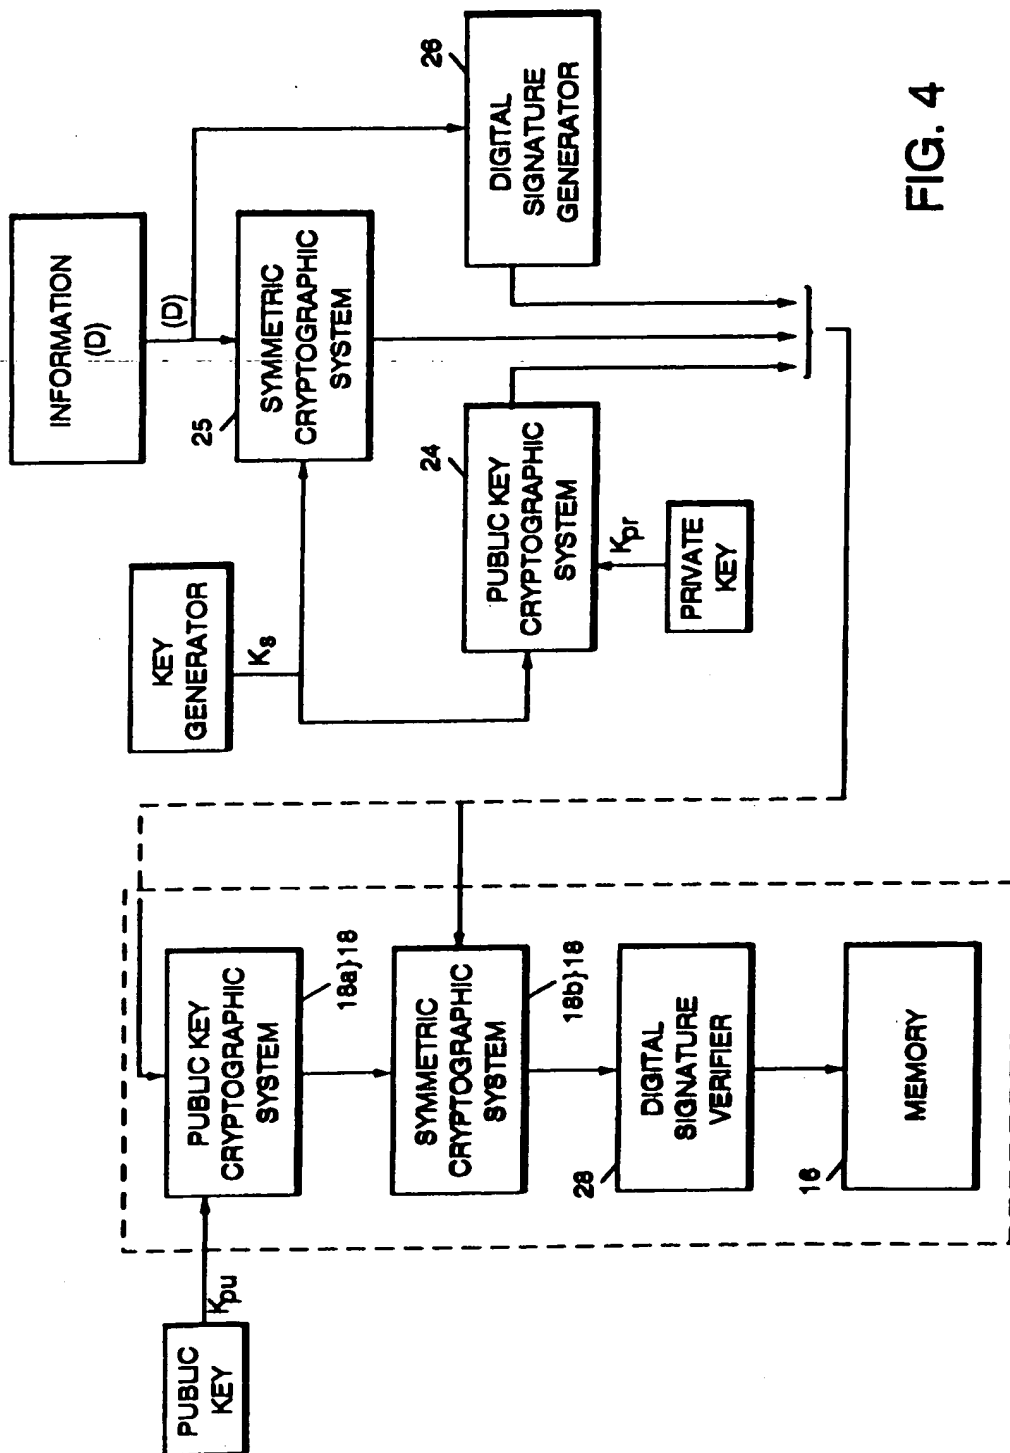 PUBLIC
KEY
Kpu
PUBLIC KEY
CRYPTOGRAPHIC
SYSTEM
18a}18
SYMMETRIC
CRYPTOGRAPHIC
SYSTEM
18b}18
DIGITAL
SIGNATURE
VERIFIER
28
MEMORY
16
KEY
GENERATOR
Ks
INFORMATION
(D)
(D)
SYMMETRIC
CRYPTOGRAPHIC
SYSTEM
25
PUBLIC KEY
CRYPTOGRAPHIC
SYSTEM
24
Kpr
PRIVATE
KEY
DIGITAL
SIGNATURE
GENERATOR
26
FIG. 4